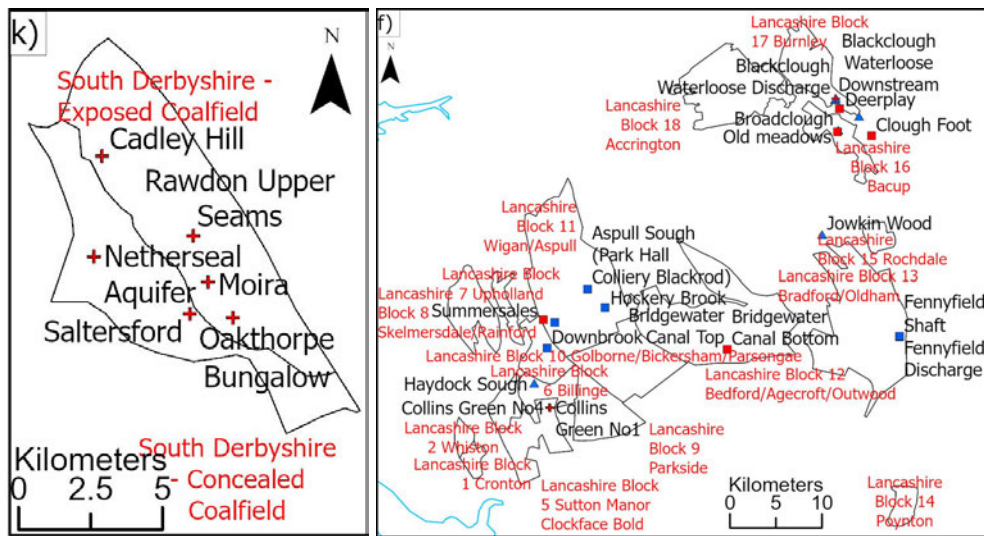 k)
N
South Derbyshire -
Exposed Coalfield
Cadley Hill
Rawdon Upper
Seams
Netherseal
Aquifer
Moira
Saltersford
Oakthorpe
Bungalow
South Derbyshire
- Concealed
Coalfield
Kilometers
0 2.5 5
f)
N
Lancashire Block
17 Burnley
Blackclough
Waterloose
Downstream
Blackclough
Waterloose Discharge
Deerplay
Broadclough
Old meadows
Clough Foot
Lancashire
Block 18
Accrington
Lancashire
Block 16
Bacup
Lancashire
Block 11
Wigan/Aspull
Aspull Sough
(Park Hall
Colliery Blackrod)
Jowkin Wood
Lancashire
Block 15 Rochdale
Lancashire Block 13
Bradford/Oldham
Lancashire Block
7 Upholland
Lancashire
Block 8
Skelmersdale/Rainford
Summersales
Hockery Brook
Downbrook
Bridgewater
Canal Top
Bridgewater
Canal Bottom
Fennyfield
Shaft
Fennyfield
Discharge
Lancashire Block 10 Golborne/Bickersham/Parsengae
Lancashire Block
6 Billinge
Lancashire Block 12
Bedford/Agecroft/Outwood
Haydock Sough
Collins Green No4
Collins
Green No1
Lancashire Block
2 Whiston
Lancashire Block
1 Cronton
Lancashire
Block 9
Parkside
Lancashire Block
5 Sutton Manor
Clockface Bold
Kilometers
0 5 10
Lancashire
Block 14
Poynton